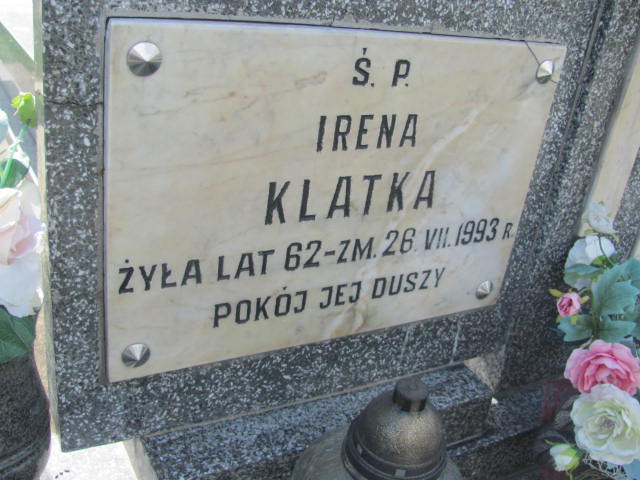 Ś. P.
IRENA
KLATKA
ŻYŁA LAT 62-ZM. 26. VII. 1993 R.
POKÓJ JEJ DUSZY